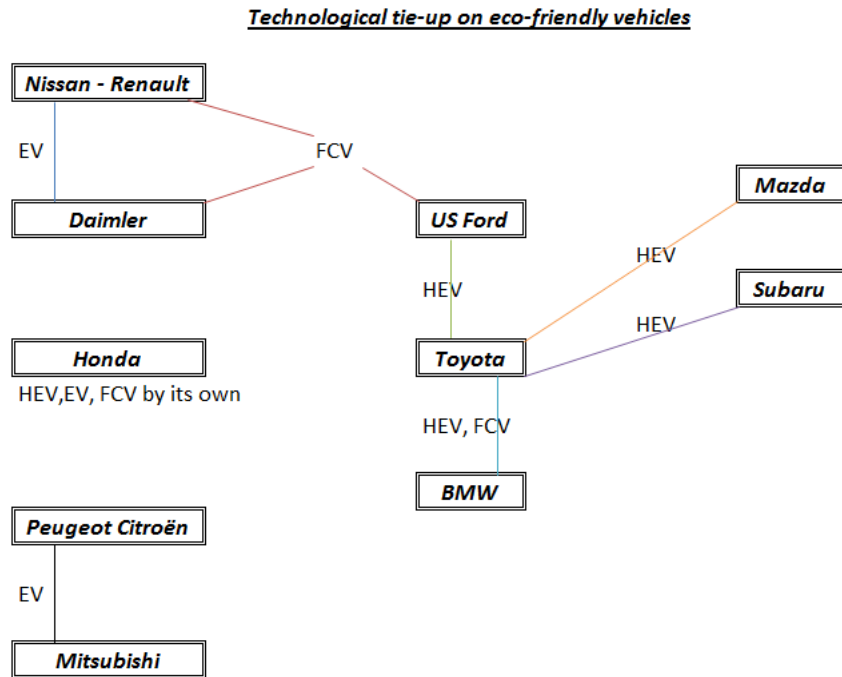 Technological tie-up on eco-friendly vehicles
Nissan - Renault
EV
FCV
Daimler
US Ford
Mazda
HEV
HEV
Subaru
HEV
Honda
Toyota
HEV,EV, FCV by its own
HEV, FCV
BMW
Peugeot Citroën
EV
Mitsubishi